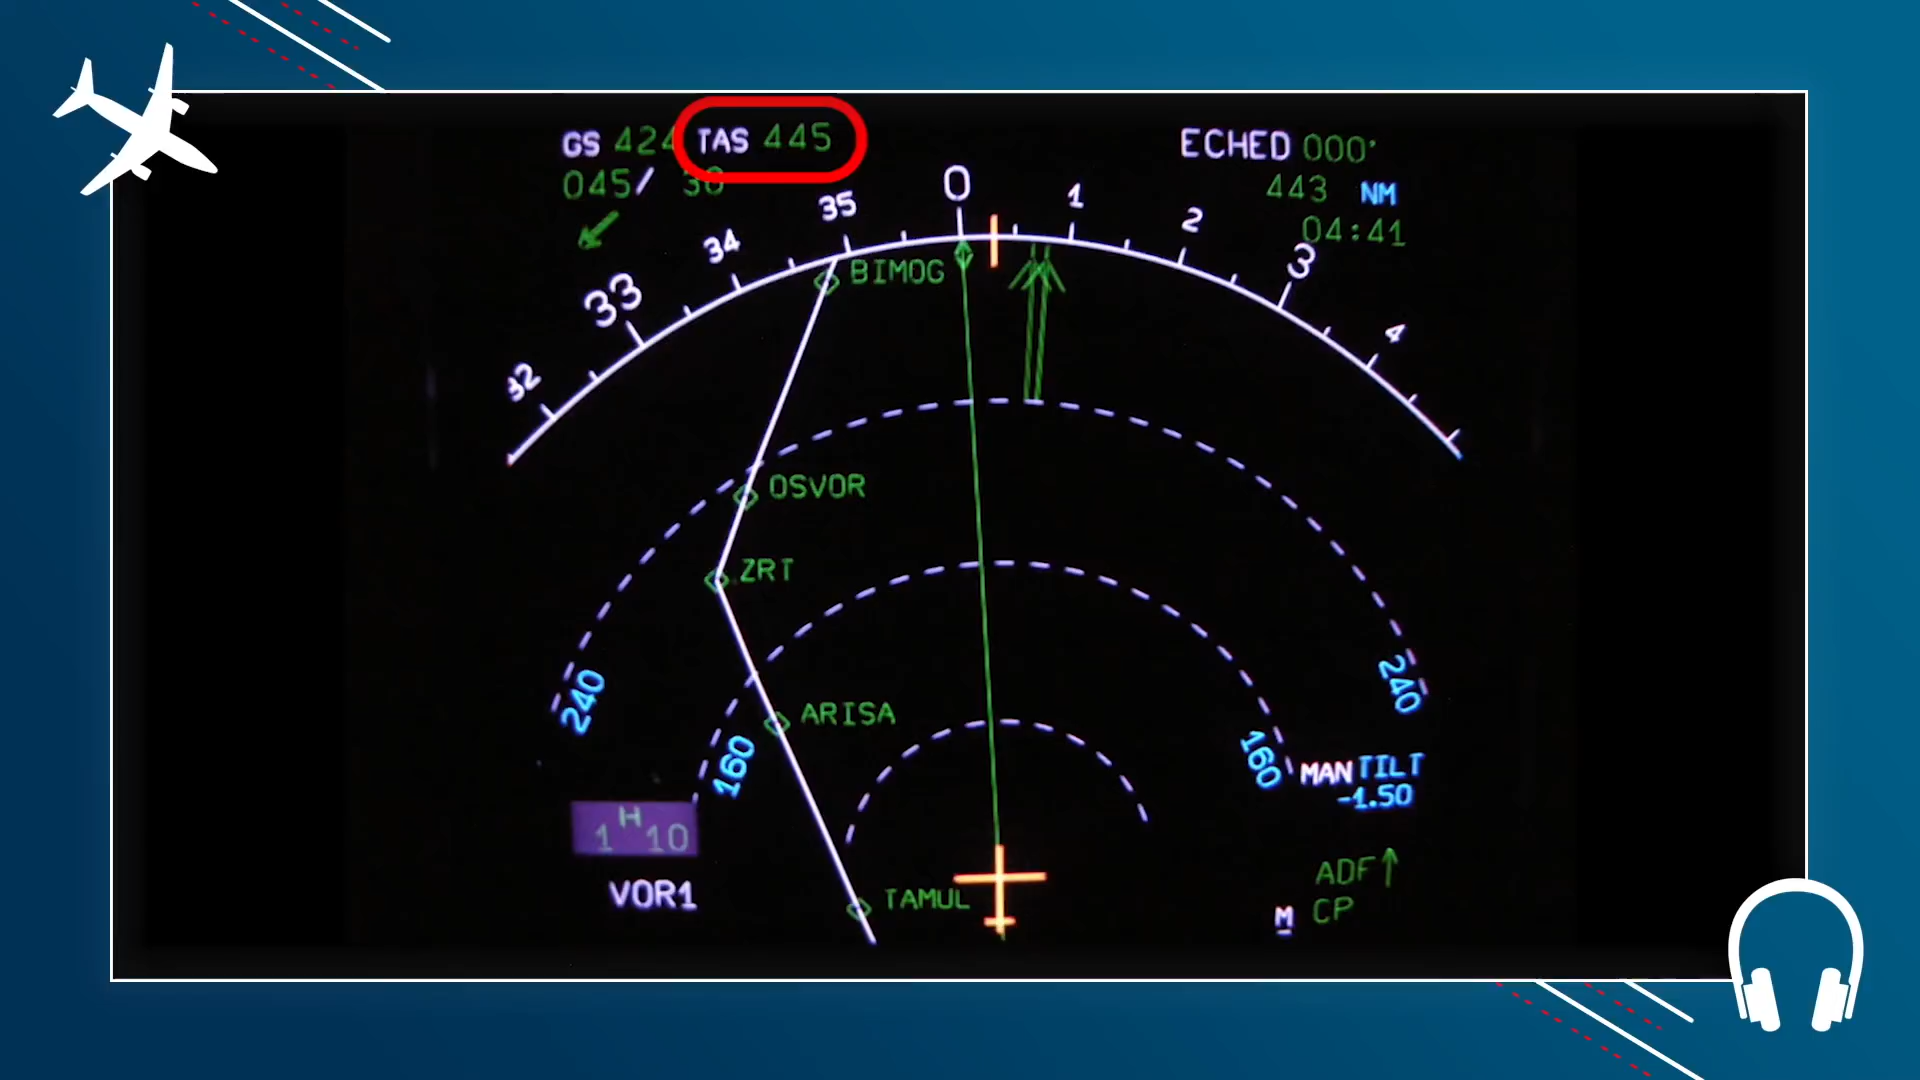 GS 424 TAS 445
045/ 30
ECHED 000°
443 NM
04:41
32 33 34 35 0 1 2 3 4
BIMOG
OSVOR
ZRT
ARISA
TAMUL
240
160
240
160
MAN TILT
-1.50
1 H 10
VOR1
ADF↑
M CP